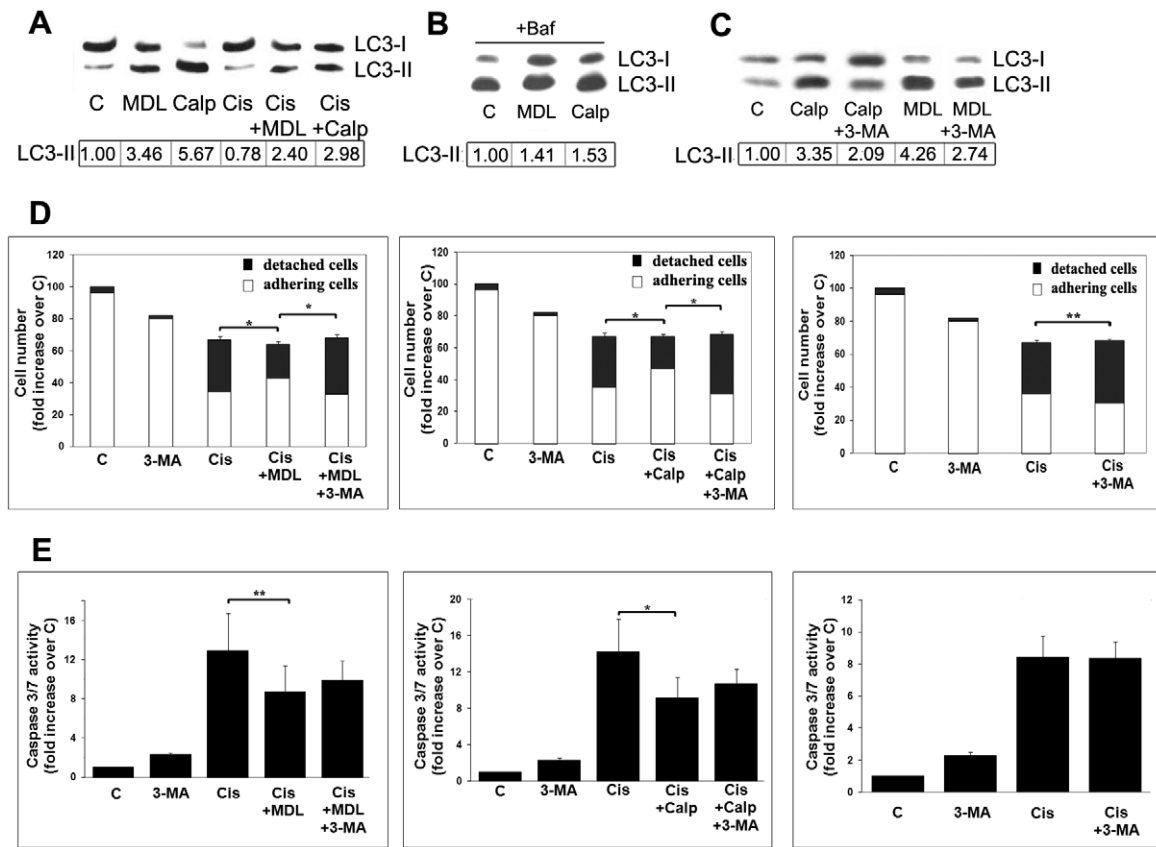 A
LC3-I
LC3-II
C MDL Calp Cis Cis Cis
+MDL +Calp
LC3-II 1.00 3.46 5.67 0.78 2.40 2.98
B
+Baf
LC3-I
LC3-II
C MDL Calp
LC3-II: 1.00 1.41 1.53
C
LC3-I
LC3-II
C Calp Calp MDL MDL
+3-MA +3-MA
LC3-II 1.00 3.35 2.09 4.26 2.74
D
Cell number
(fold increase over C)
120
100
80
60
40
20
0
detached cells
adhering cells
*
*
C 3-MA Cis Cis Cis
+MDL +MDL
+3-MA
Cell number
(fold increase over C)
120
100
80
60
40
20
0
detached cells
adhering cells
*
*
C 3-MA Cis Cis Cis
+Calp +Calp
+3-MA
Cell number
(fold increase over C)
120
100
80
60
40
20
0
detached cells
adhering cells
**
C 3-MA Cis Cis
+3-MA
E
Caspase 3/7 activity
(fold increase over C)
16
12
8
4
0
**
C 3-MA Cis Cis Cis
+MDL +MDL
+3-MA
Caspase 3/7 activity
(fold increase over C)
20
16
12
8
4
0
*
C 3-MA Cis Cis Cis
+Calp +Calp
+3-MA
Caspase 3/7 activity
(fold increase over C)
12
10
8
6
4
2
0
C 3-MA Cis Cis
+3-MA